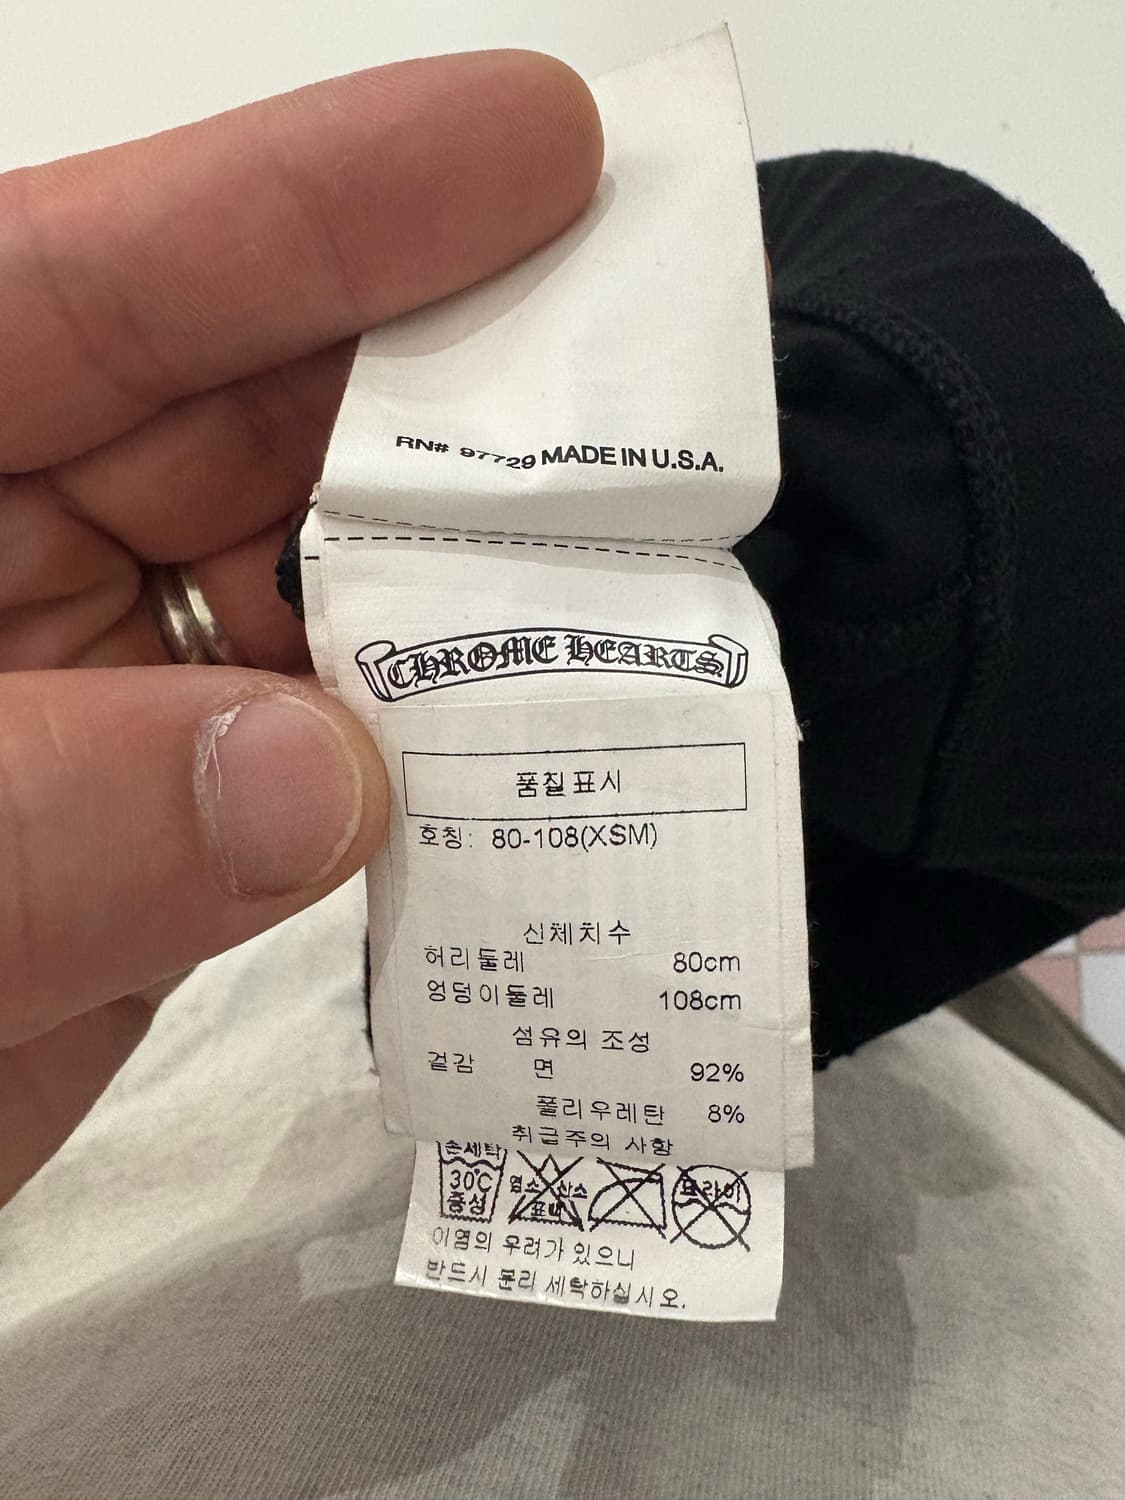 RN# 97729 MADE IN U.S.A.
CHROME HEARTS
품질표시
호칭: 80-108(XSM)
신체치수
허리둘레 80cm
엉덩이둘레 108cm
섬유의 조성
겉감 면 92%
폴리우레탄 8%
취급주의 사항
손세탁
30℃
중성
염소 산소
표백
드라이
이염의 우려가 있으니
반드시 분리 세탁하십시오.